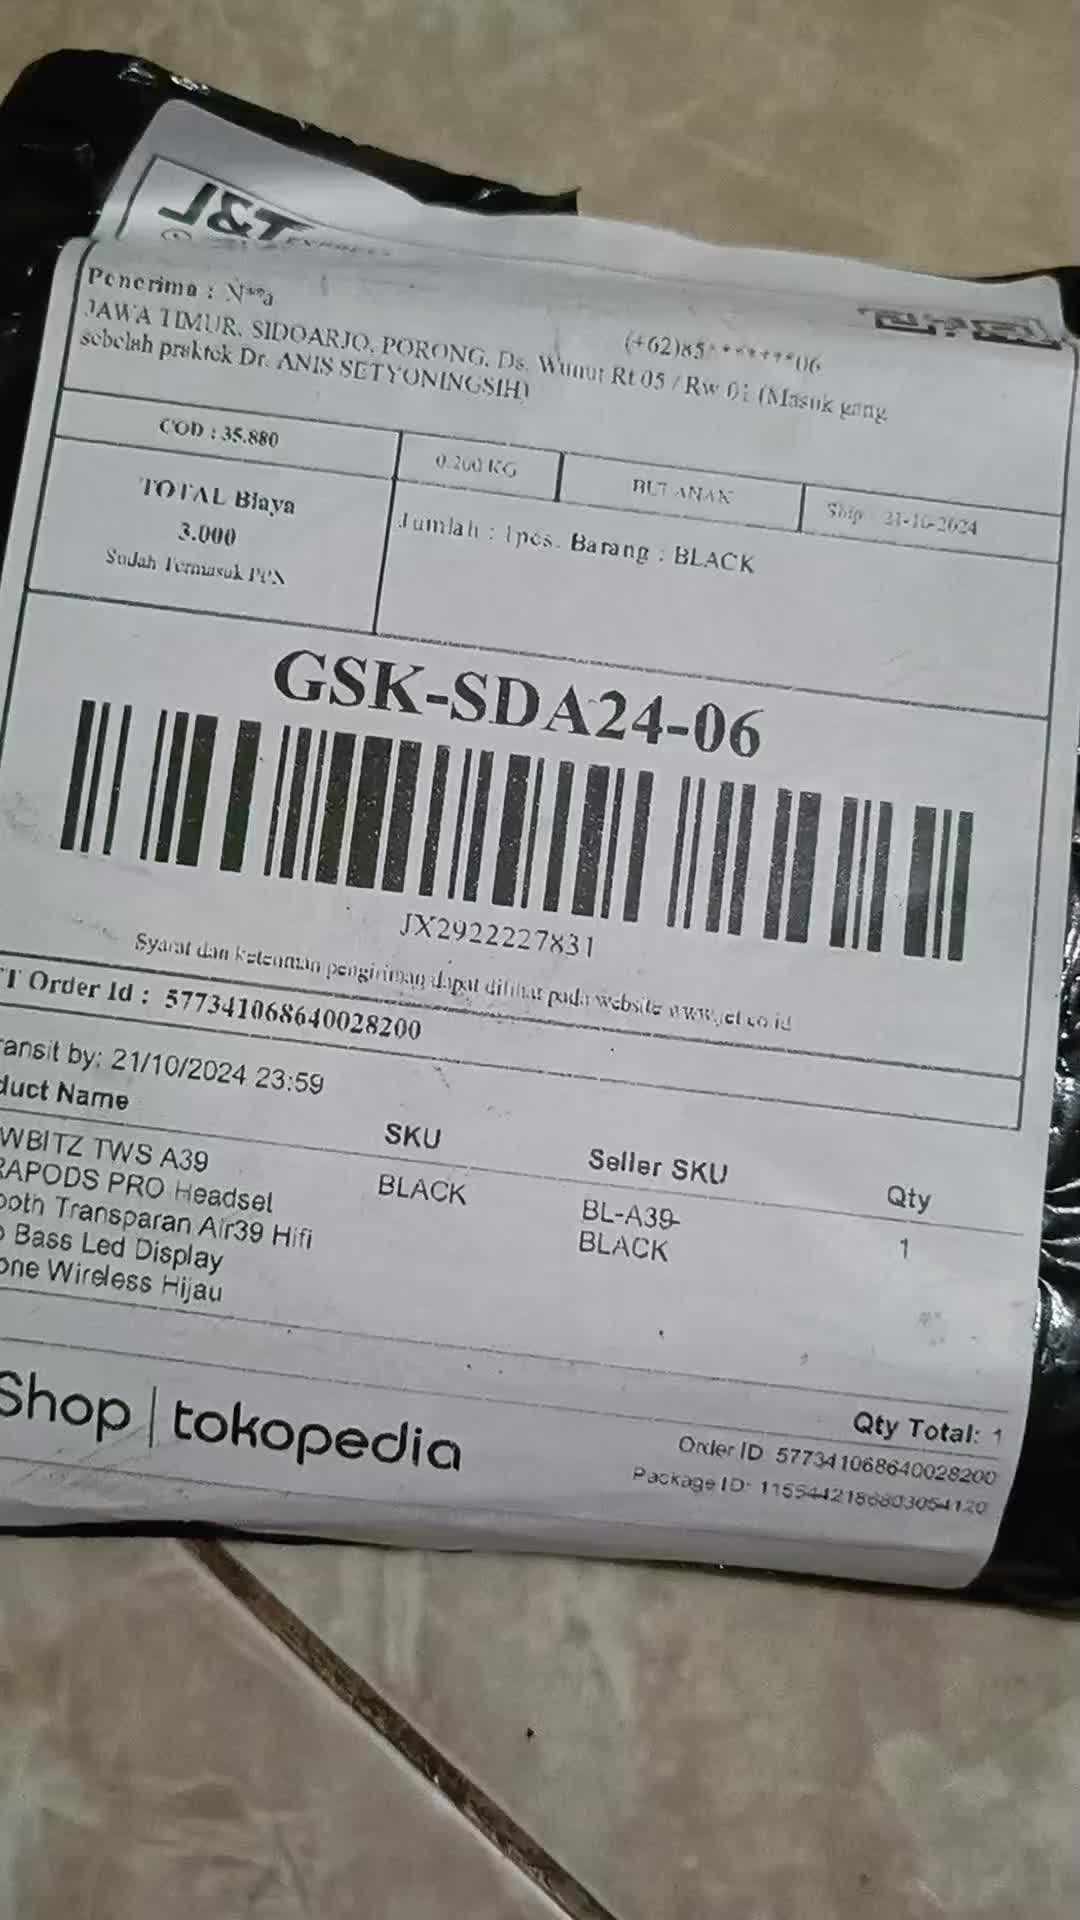 J&T EXPRESS
Penerima : N**a
(+62)85*******06
JAWA TIMUR, SIDOARJO, PORONG, Ds. Wunut Rt 05 / Rw 01 (Masuk gang
sebelah praktek Dr. ANIS SETYONINGSIH)
COD : 35.880
0.200 KG
Ship : 21-10-2024
TOTAL Biaya
3.000
Sudah Termasuk PPN
Jumlah : 1pcs. Barang : BLACK
GSK-SDA24-06
JX2922227831
Syarat dan ketentuan pengiriman dapat dilihat pada website www.jet.co.id
T Order Id : 577341068640028200
ransit by: 21/10/2024 23:59
duct Name
SKU
Seller SKU
Qty
WBITZ TWS A39
RAPODS PRO Headset
ooth Transparan Air39 Hifi
o Bass Led Display
one Wireless Hijau
BLACK
BL-A39-
BLACK
1
Qty Total: 1
Shop | tokopedia
Order ID 577341068640028200
Package ID: